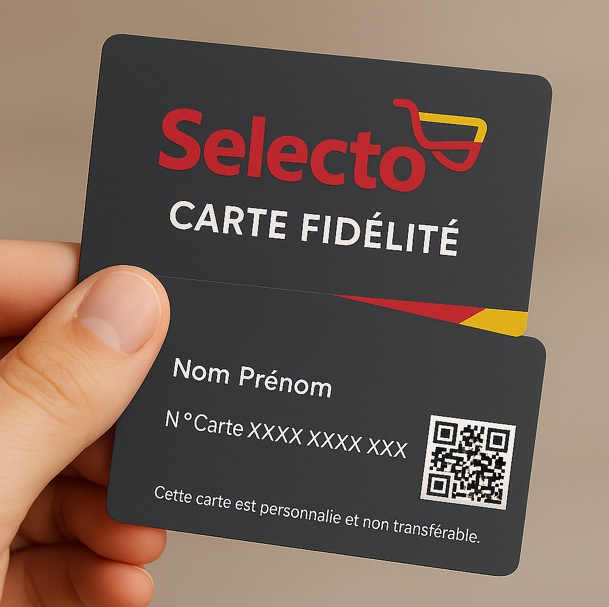 Selecto
CARTE FIDÉLITÉ
Nom Prénom
N°Carte XXXX XXXX XXX
Cette carte est personnalie et non transférable.